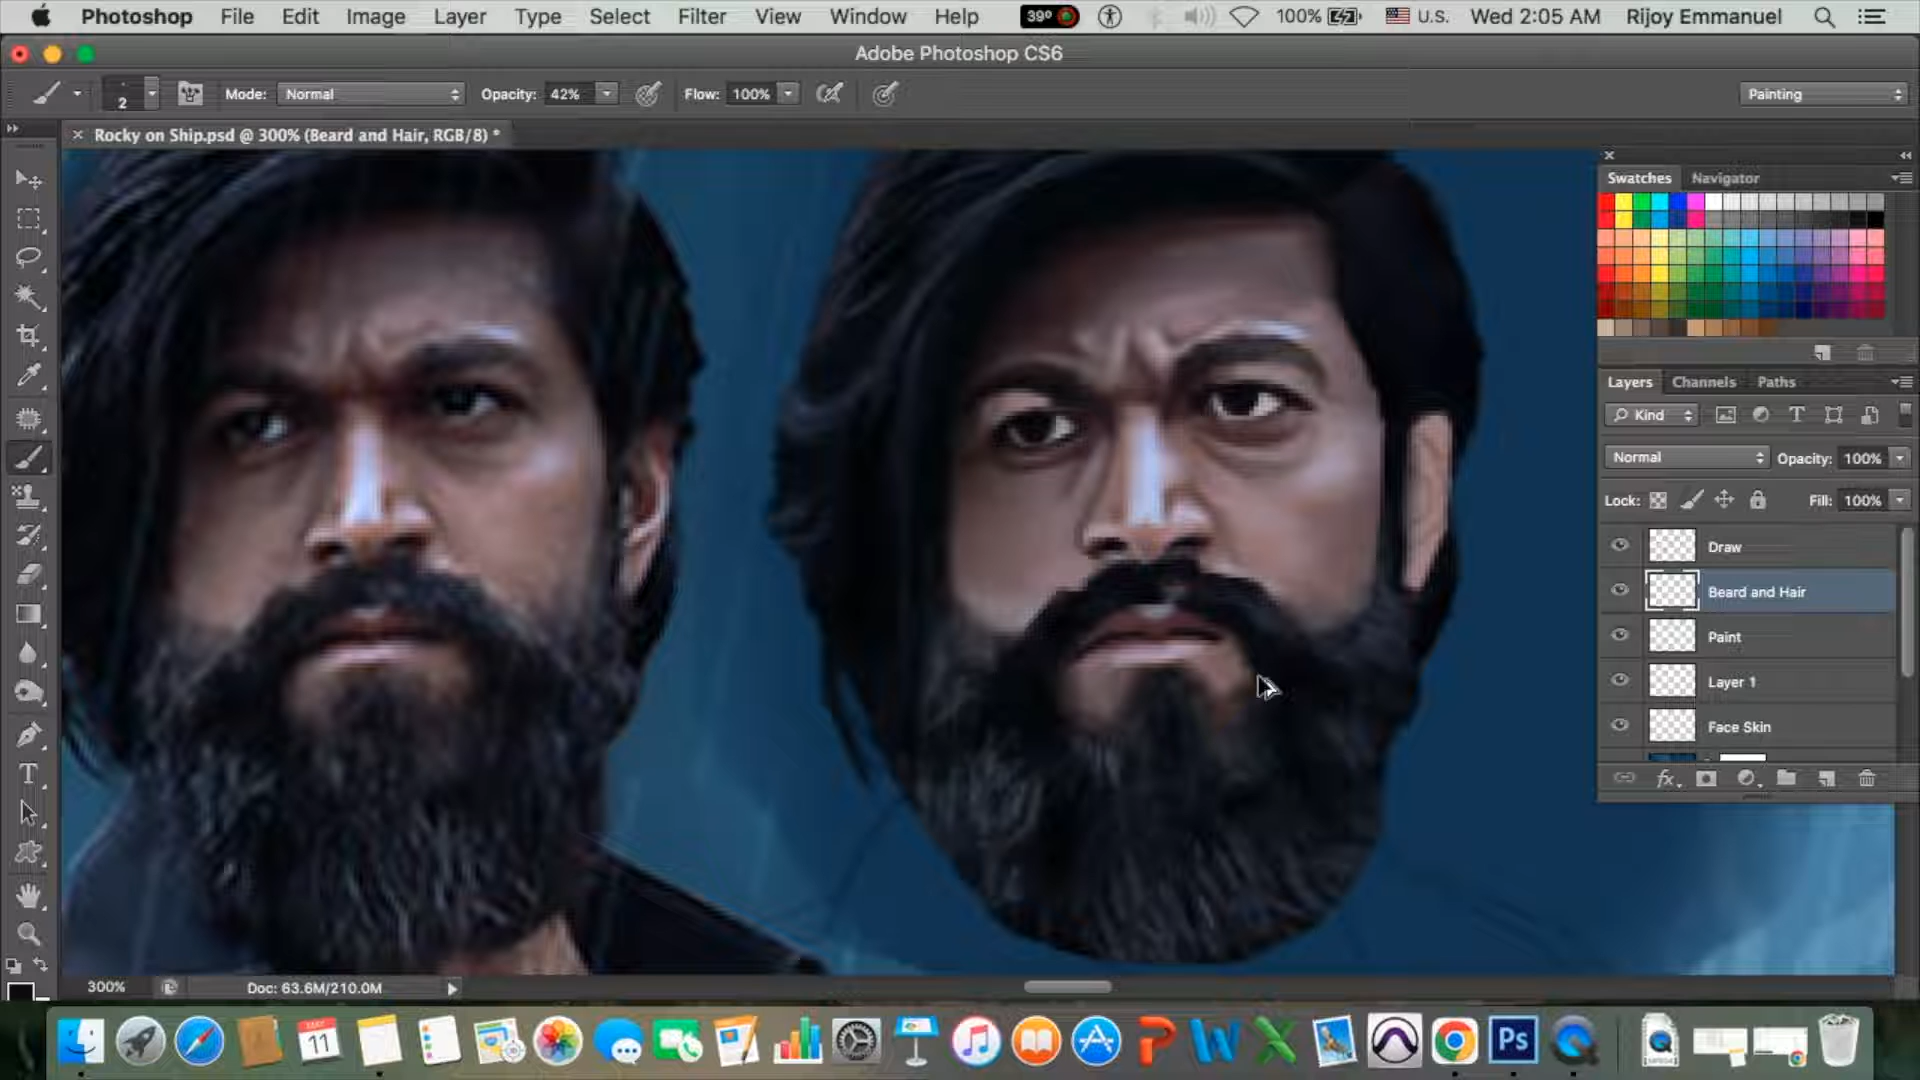 Photoshop File Edit Image Layer Type Select Filter View Window Help 39° 100% U.S. Wed 2:05 AM Rijoy Emmanuel
Adobe Photoshop CS6
2 Mode: Normal Opacity: 42% Flow: 100% Painting
× Rocky on Ship.psd @ 300% (Beard and Hair, RGB/8) *
Swatches Navigator
Layers Channels Paths
Kind
Normal Opacity: 100%
Lock: Fill: 100%
Draw
Beard and Hair
Paint
Layer 1
Face Skin
fx
T
300% Doc: 63.6M/210.0M
MAY
11
Ps